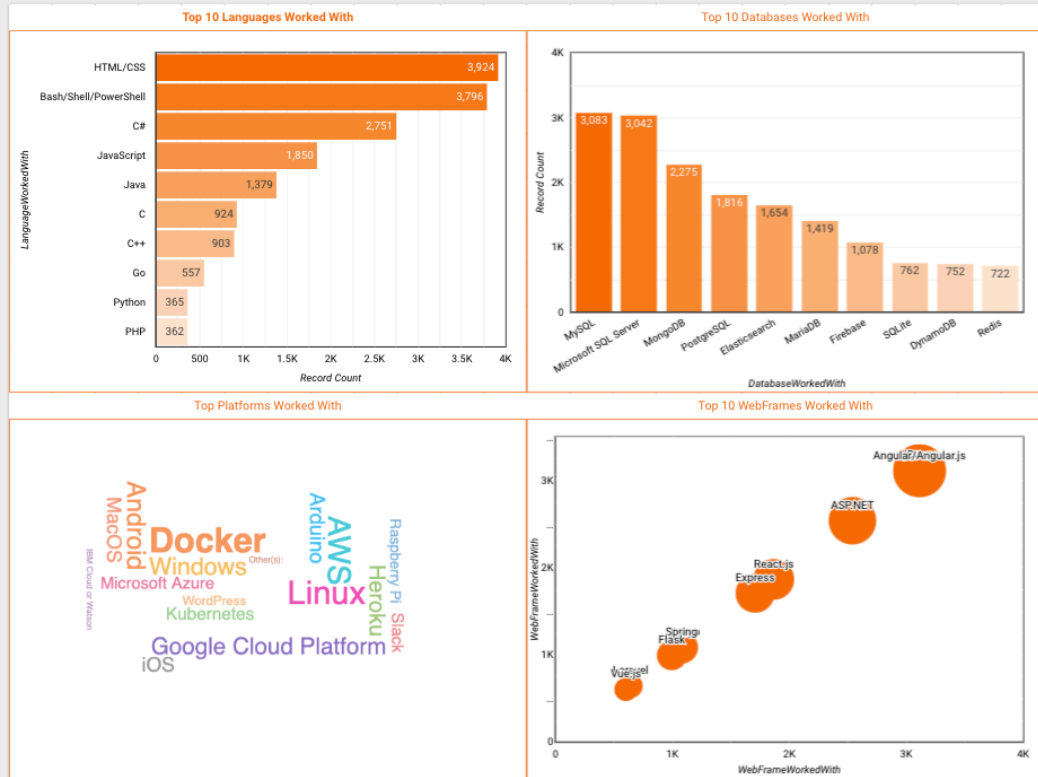 Top 10 Languages Worked With
LanguageWorkedWith
HTML/CSS 3,924
Bash/Shell/PowerShell 3,796
C# 2,751
JavaScript 1,850
Java 1,379
C 924
C++ 903
Go 557
Python 365
PHP 362
0 500 1K 1.5K 2K 2.5K 3K 3.5K 4K
Record Count
Top 10 Databases Worked With
Record Count
4K
3K
2K
1K
0
3,083 3,042 2,275 1,816 1,654 1,419 1,078 762 752 722
MySQL Microsoft SQL Server MongoDB PostgreSQL Elasticsearch MariaDB Firebase SQLite DynamoDB Redis
DatabaseWorkedWith
Top Platforms Worked With
Android
MacOS
Docker
Windows
Other(s):
Arduino
AWS
Raspberry Pi
IBM Cloud or Watson
Microsoft Azure
Linux
Heroku
WordPress
Kubernetes
Slack
Google Cloud Platform
iOS
Top 10 WebFrames Worked With
WebFrameWorkedWith
3K
2K
1K
0
Angular/Angular.js
ASP.NET
React.js
Express
Spring
Flask
Vue.js
0 1K 2K 3K 4K
WebFrameWorkedWith